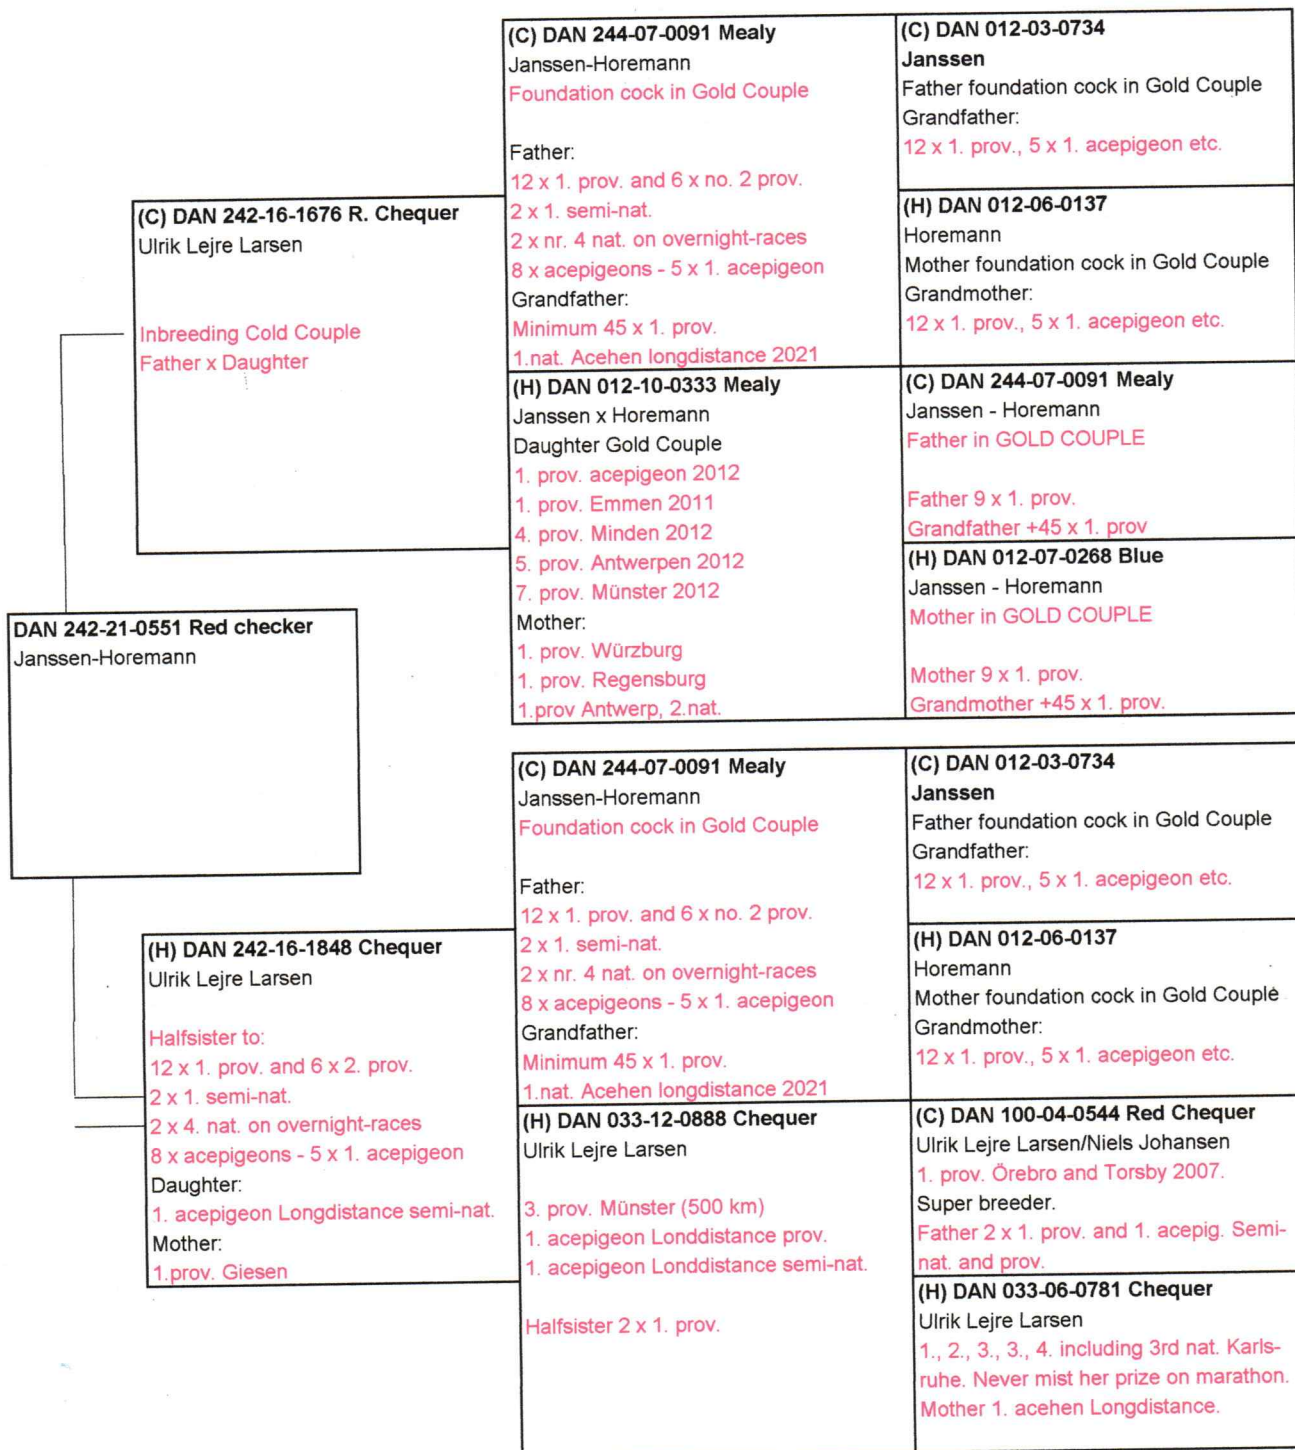 (C) DAN 244-07-0091 Mealy
Janssen-Horemann
Foundation cock in Gold Couple
Father:
12 x 1. prov. and 6 x no. 2 prov.
2 x 1. semi-nat.
2 x nr. 4 nat. on overnight-races
8 x acepigeons - 5 x 1. acepigeon
Grandfather:
Minimum 45 x 1. prov.
1.nat. Acehen longdistance 2021
(C) DAN 012-03-0734
Janssen
Father foundation cock in Gold Couple
Grandfather:
12 x 1. prov., 5 x 1. acepigeon etc.
(H) DAN 012-06-0137
Horemann
Mother foundation cock in Gold Couple
Grandmother:
12 x 1. prov., 5 x 1. acepigeon etc.
(C) DAN 242-16-1676 R. Chequer
Ulrik Lejre Larsen
Inbreeding Cold Couple
Father x Daughter
(H) DAN 012-10-0333 Mealy
Janssen x Horemann
Daughter Gold Couple
1. prov. acepigeon 2012
1. prov. Emmen 2011
4. prov. Minden 2012
5. prov. Antwerpen 2012
7. prov. Münster 2012
Mother:
1. prov. Würzburg
1. prov. Regensburg
1.prov Antwerp, 2.nat.
(C) DAN 244-07-0091 Mealy
Janssen - Horemann
Father in GOLD COUPLE
Father 9 x 1. prov.
Grandfather +45 x 1. prov
(H) DAN 012-07-0268 Blue
Janssen - Horemann
Mother in GOLD COUPLE
Mother 9 x 1. prov.
Grandmother +45 x 1. prov.
DAN 242-21-0551 Red checker
Janssen-Horemann
(C) DAN 244-07-0091 Mealy
Janssen-Horemann
Foundation cock in Gold Couple
Father:
12 x 1. prov. and 6 x no. 2 prov.
2 x 1. semi-nat.
2 x nr. 4 nat. on overnight-races
8 x acepigeons - 5 x 1. acepigeon
Grandfather:
Minimum 45 x 1. prov.
1.nat. Acehen longdistance 2021
(C) DAN 012-03-0734
Janssen
Father foundation cock in Gold Couple
Grandfather:
12 x 1. prov., 5 x 1. acepigeon etc.
(H) DAN 012-06-0137
Horemann
Mother foundation cock in Gold Couple
Grandmother:
12 x 1. prov., 5 x 1. acepigeon etc.
(H) DAN 242-16-1848 Chequer
Ulrik Lejre Larsen
Halfsister to:
12 x 1. prov. and 6 x 2. prov.
2 x 1. semi-nat.
2 x 4. nat. on overnight-races
8 x acepigeons - 5 x 1. acepigeon
Daughter:
1. acepigeon Longdistance semi-nat.
Mother:
1.prov. Giesen
(H) DAN 033-12-0888 Chequer
Ulrik Lejre Larsen
3. prov. Münster (500 km)
1. acepigeon Londdistance prov.
1. acepigeon Londdistance semi-nat.
Halfsister 2 x 1. prov.
(C) DAN 100-04-0544 Red Chequer
Ulrik Lejre Larsen/Niels Johansen
1. prov. Örebro and Torsby 2007.
Super breeder.
Father 2 x 1. prov. and 1. acepig. Semi-
nat. and prov.
(H) DAN 033-06-0781 Chequer
Ulrik Lejre Larsen
1., 2., 3., 3., 4. including 3rd nat. Karls-
ruhe. Never mist her prize on marathon.
Mother 1. acehen Longdistance.